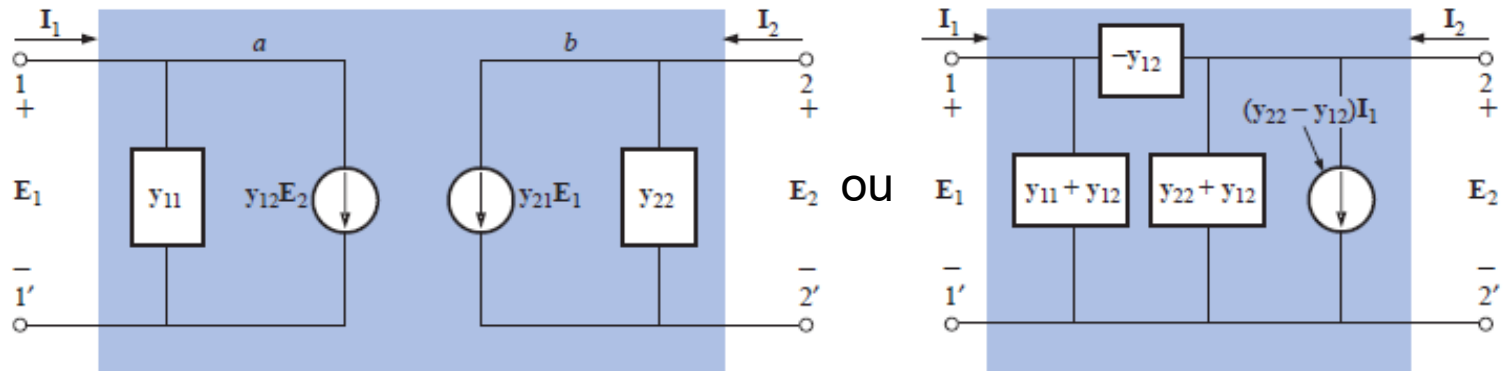 I₁
a
b
I₂
1
+
2
+
E₁
y₁₁
y₁₂E₂
y₂₁E₁
y₂₂
E₂
−
1′
−
2′
ou
I₁
−y₁₂
I₂
1
+
2
+
(y₂₂ − y₁₂)I₁
E₁
y₁₁ + y₁₂
y₂₂ + y₁₂
E₂
−
1′
−
2′